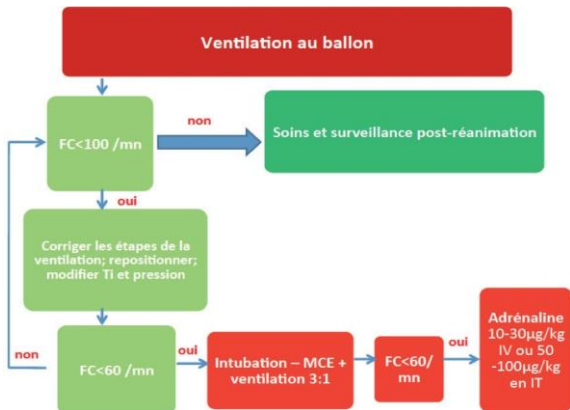 Ventilation au ballon
FC<100 /mn
non
Soins et surveillance post-réanimation
oui
Corriger les étapes de la
ventilation; repositionner;
modifier Ti et pression
non
FC<60 /mn
oui
Intubation – MCE +
ventilation 3:1
FC<60/
mn
oui
Adrénaline
10-30µg/kg
IV ou 50
-100µg/kg
en IT